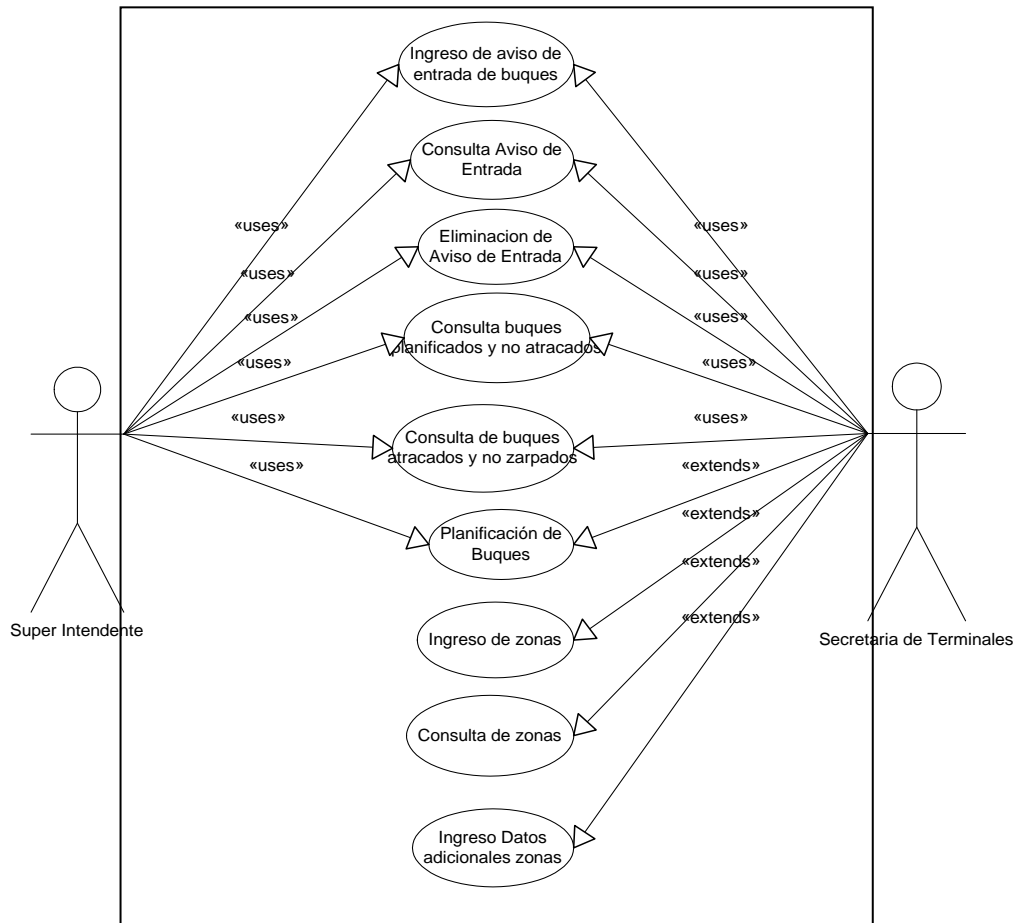 Ingreso de aviso de
entrada de buques
Consulta Aviso de
Entrada
«uses»
«uses»
Eliminacion de
Aviso de Entrada
«uses»
«uses»
Consulta buques
planificados y no atracados
«uses»
«uses»
«uses»
«uses»
«uses»
«uses»
Consulta de buques
atracados y no zarpados
«uses»
«extends»
«extends»
Planificación de
Buques
«extends»
«extends»
Ingreso de zonas
Super Intendente
Secretaria de Terminales
Consulta de zonas
Ingreso Datos
adicionales zonas